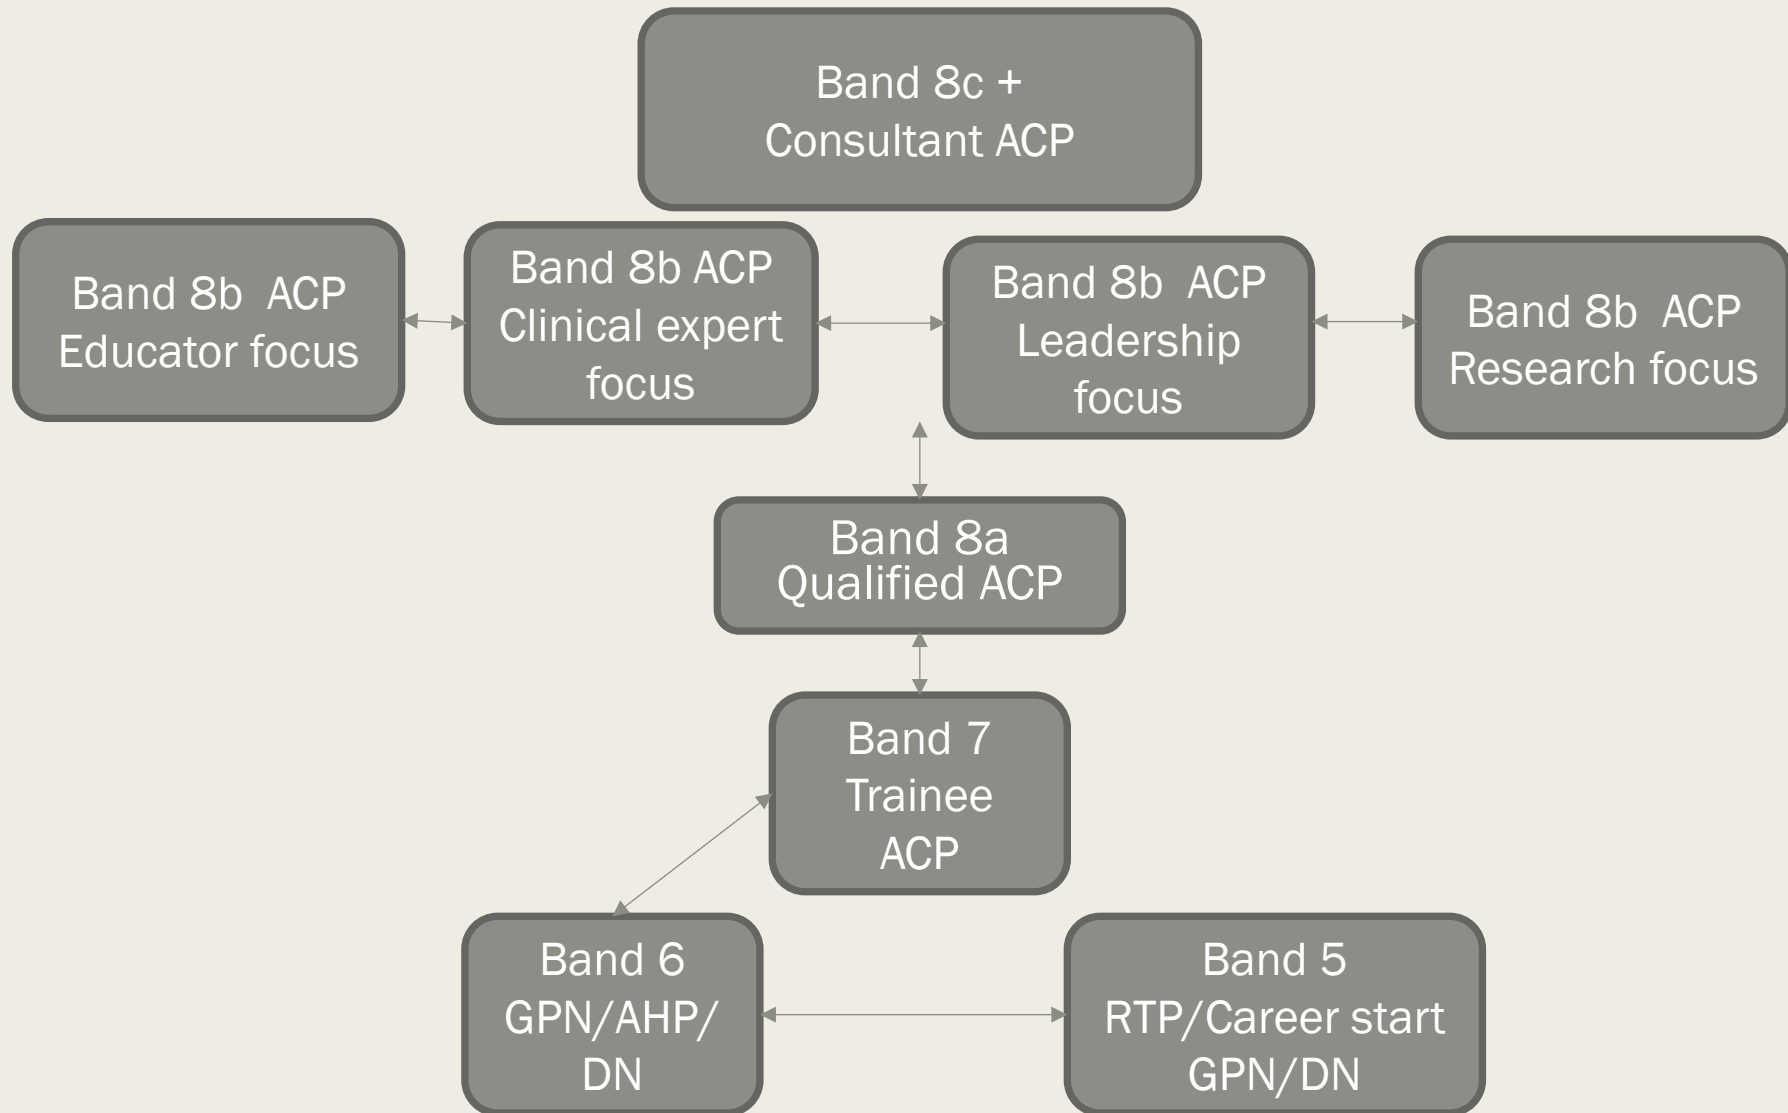 Band 8c +
Consultant ACP
Band 8b  ACP
Educator focus
Band 8b ACP
Clinical expert
focus
Band 8b  ACP
Leadership
focus
Band 8b  ACP
Research focus
Band 8a
Qualified ACP
Band 7
Trainee
ACP
Band 6
GPN/AHP/
DN
Band 5
RTP/Career start
GPN/DN